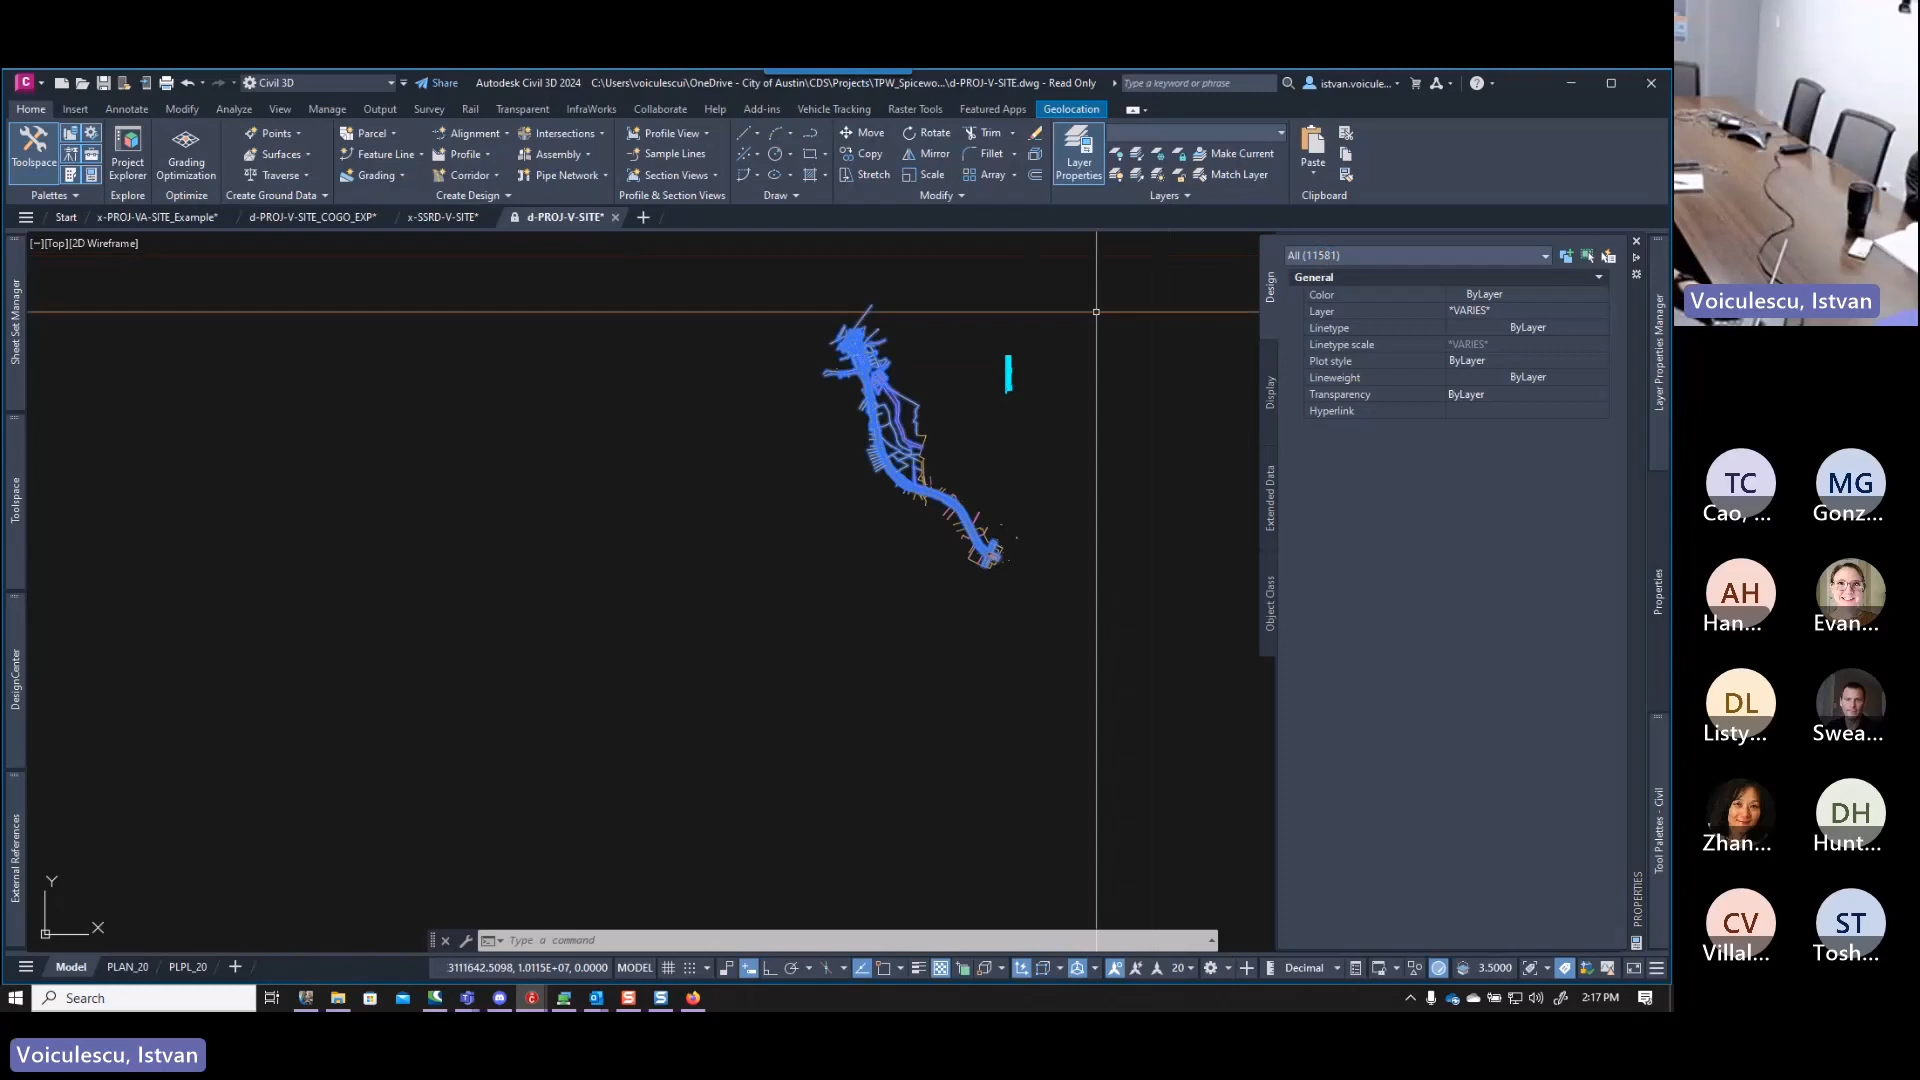 Civil 3D
Share
Autodesk Civil 3D 2024 C:\Users\voiculescui\OneDrive - City of Austin\CDS\Projects\TPW_Spicewo...\d-PROJ-V-SITE.dwg - Read Only
Type a keyword or phrase
istvan.voicule...
Home Insert Annotate Modify Analyze View Manage Output Survey Rail Transparent InfraWorks Collaborate Help Add-ins Vehicle Tracking Raster Tools Featured Apps Geolocation
Toolspace
Palettes
Project
Explorer
Explore
Grading
Optimization
Optimize
Points
Surfaces
Traverse
Create Ground Data
Parcel
Feature Line
Grading
Alignment
Profile
Corridor
Intersections
Assembly
Pipe Network
Create Design
Profile View
Sample Lines
Section Views
Profile & Section Views
Draw
Move
Copy
Stretch
Rotate
Mirror
Scale
Trim
Fillet
Array
Modify
Layer
Properties
Make Current
Match Layer
Layers
Paste
Clipboard
Start x-PROJ-VA-SITE_Example* d-PROJ-V-SITE_COGO_EXP* x-SSRD-V-SITE* d-PROJ-V-SITE*
[−][Top][2D Wireframe]
Sheet Set Manager
Toolspace
DesignCenter
External References
Design
Display
Extended Data
Object Class
All (11581)
General
Color ByLayer
Layer *VARIES*
Linetype ByLayer
Linetype scale *VARIES*
Plot style ByLayer
Lineweight ByLayer
Transparency ByLayer
Hyperlink
PROPERTIES
Layer Properties Manager
Properties
Tool Palettes - Civil
Y
X
Type a command
Model PLAN_20 PLPL_20
3111642.5098, 1.0115E+07, 0.0000 MODEL
20
Decimal
3.5000
Search
2:17 PM
Voiculescu, Istvan
Voiculescu, Istvan
TC
Cao, ...
MG
Gonz...
AH
Han...
Evan...
DL
Listy...
Swea...
Zhan...
DH
Hunt...
CV
Villal...
ST
Tosh...